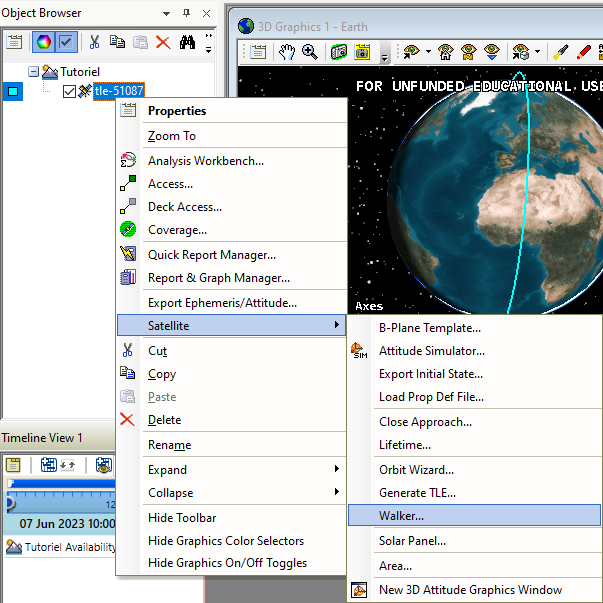 Object Browser
3D Graphics 1 - Earth
Tutoriel
tle-51087
FOR UNFUNDED EDUCATIONAL USE
Properties
Zoom To
Analysis Workbench...
Access...
Deck Access...
Coverage...
Quick Report Manager...
Report & Graph Manager...
Export Ephemeris/Attitude...
Axes
Satellite
Cut
Copy
Paste
Delete
Rename
Expand
Collapse
Hide Toolbar
Hide Graphics Color Selectors
Hide Graphics On/Off Toggles
B-Plane Template...
Attitude Simulator...
SIM
Export Initial State...
Load Prop Def File...
Close Approach...
Lifetime...
Orbit Wizard...
Generate TLE...
Walker...
Solar Panel...
Area...
New 3D Attitude Graphics Window
Timeline View 1
12
07 Jun 2023 10:00
Tutoriel Availability